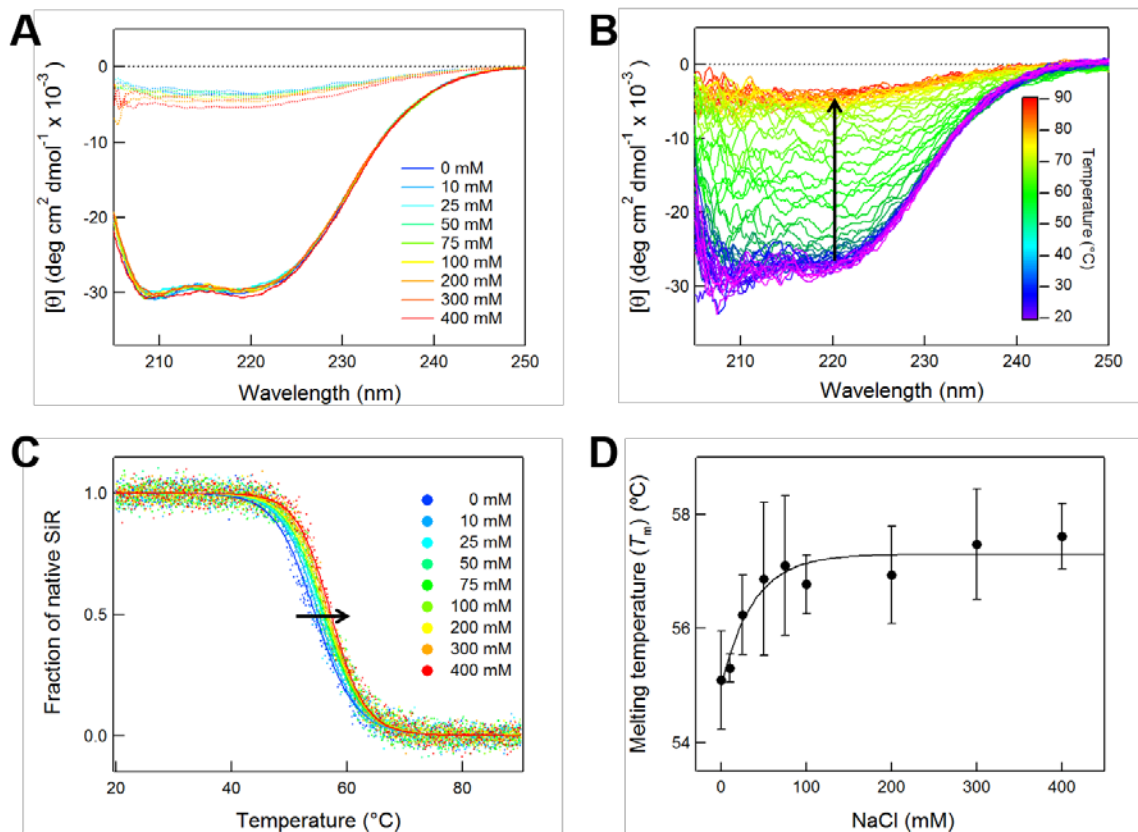 A
0
-10
-20
-30
[θ] (deg cm² dmol⁻¹ x 10⁻³)
0 mM
10 mM
25 mM
50 mM
75 mM
100 mM
200 mM
300 mM
400 mM
210 220 230 240 250
Wavelength (nm)
B
0
-10
-20
-30
[θ] (deg cm² dmol⁻¹ x 10⁻³)
90
80
70
60
50
40
30
20
Temperature (°C)
210 220 230 240 250
Wavelength (nm)
C
1.0
0.5
0.0
Fraction of native SiR
0 mM
10 mM
25 mM
50 mM
75 mM
100 mM
200 mM
300 mM
400 mM
20 40 60 80
Temperature (°C)
D
58
56
54
Melting temperature (Tm) (ºC)
0 100 200 300 400
NaCl (mM)